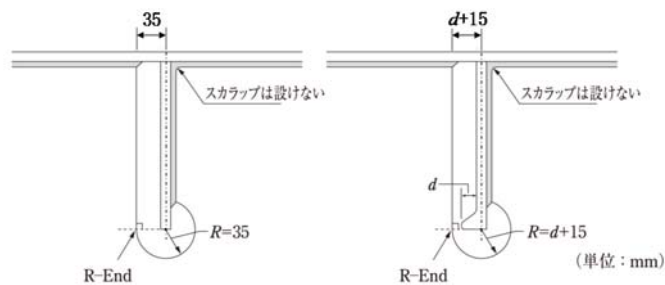 35
スカラップは設けない
R=35
R-End
d+15
スカラップは設けない
d
R=d+15
R-End
(単位：mm)